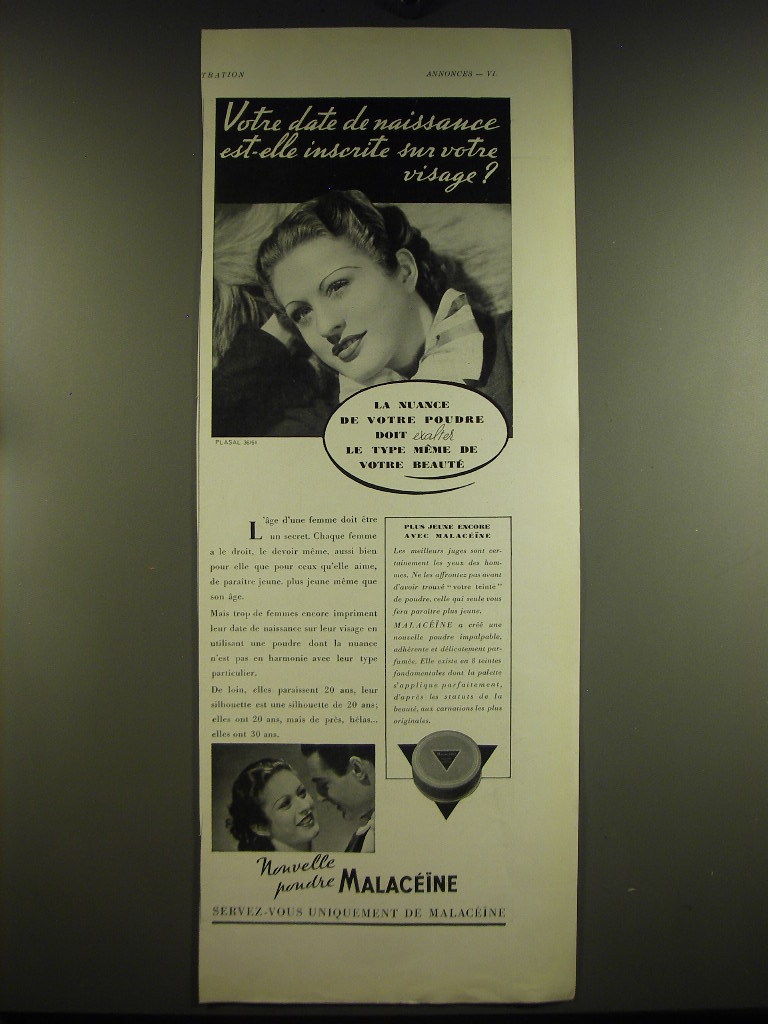 TRATION
ANNONCES — VI.
Votre date de naissance
est-elle inscrite sur votre
visage ?
PLASAL 36151
LA NUANCE
DE VOTRE POUDRE
DOIT exalter
LE TYPE MÊME DE
VOTRE BEAUTÉ
L'âge d'une femme doit être
un secret. Chaque femme
a le droit, le devoir même, aussi bien
pour elle que pour ceux qu'elle aime,
de paraître jeune, plus jeune même que
son âge.
Mais trop de femmes encore impriment
leur date de naissance sur leur visage en
utilisant une poudre dont la nuance
n'est pas en harmonie avec leur type
particulier.
De loin, elles paraissent 20 ans, leur
silhouette est une silhouette de 20 ans;
elles ont 20 ans, mais de près, hélas...
elles ont 30 ans.
PLUS JEUNE ENCORE
AVEC MALACÉÏNE
Les meilleurs juges sont cer-
tainement les yeux des hom-
mes. Ne les affrontez pas avant
d'avoir trouvé "votre teinte"
de poudre, celle qui seule vous
fera paraître plus jeune.
MALACÉÏNE a créé une
nouvelle poudre impalpable,
adhérente et délicatement par-
fumée. Elle existe en 8 teintes
fondamentales dont la palette
s'applique parfaitement,
d'après les statuts de la
beauté, aux carnations les plus
originales.
Nouvelle
poudre MALACÉÏNE
SERVEZ-VOUS UNIQUEMENT DE MALACÉÏNE